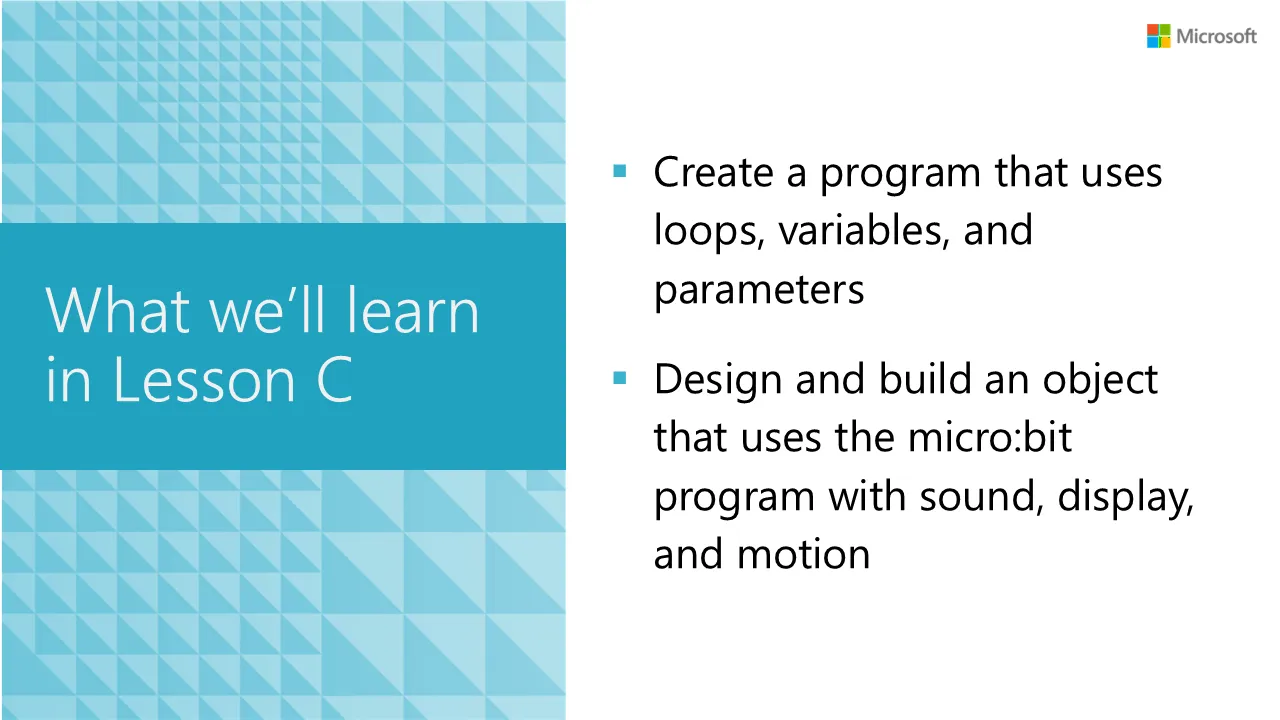 Microsoft
What we’ll learn
in Lesson C
▪ Create a program that uses
loops, variables, and
parameters
▪ Design and build an object
that uses the micro:bit
program with sound, display,
and motion